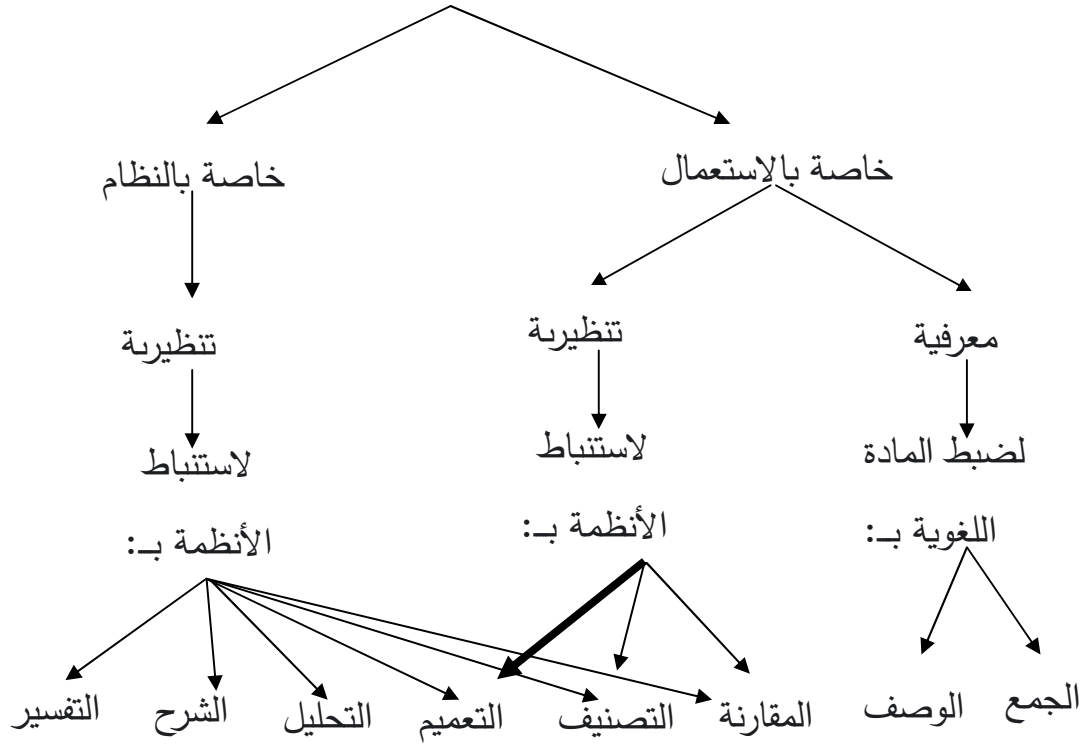 خاصة بالاستعمال
خاصة بالنظام
معرفية
تنظيرية
تنظيرية
لضبط المادة
لاستنباط
لاستنباط
اللغوية بـ:
الأنظمة بـ:
الأنظمة بـ:
الجمع
الوصف
المقارنة
التصنيف
التعميم
التحليل
الشرح
التفسير